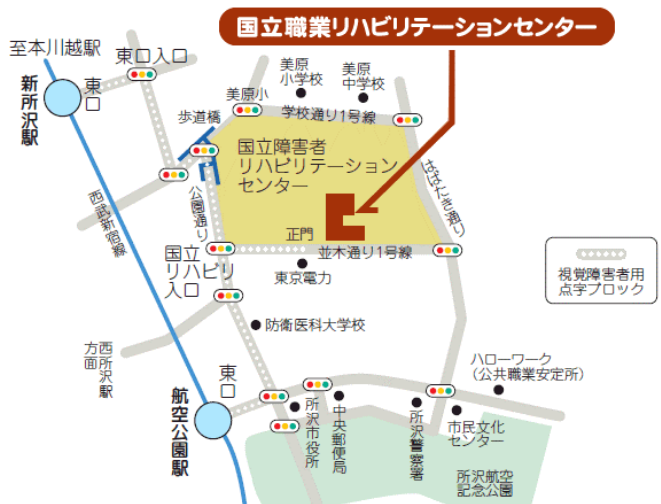 国立職業リハビリテーションセンター
至本川越駅
東口入口
東口
新所沢駅
美原
小学校
美原
中学校
美原小
学校通り1号線
歩道橋
国立障害者
リハビリテーション
センター
はばたき通り
西武新宿線
公園通り
正門
並木通り1号線
国立
リハビリ
入口
東京電力
視覚障害者用
点字ブロック
防衛医科大学校
西所沢駅
方面
東口
航空公園駅
ハローワーク
(公共職業安定所)
所沢市役所
中央郵便局
所沢警察署
市民文化
センター
所沢航空
記念公園